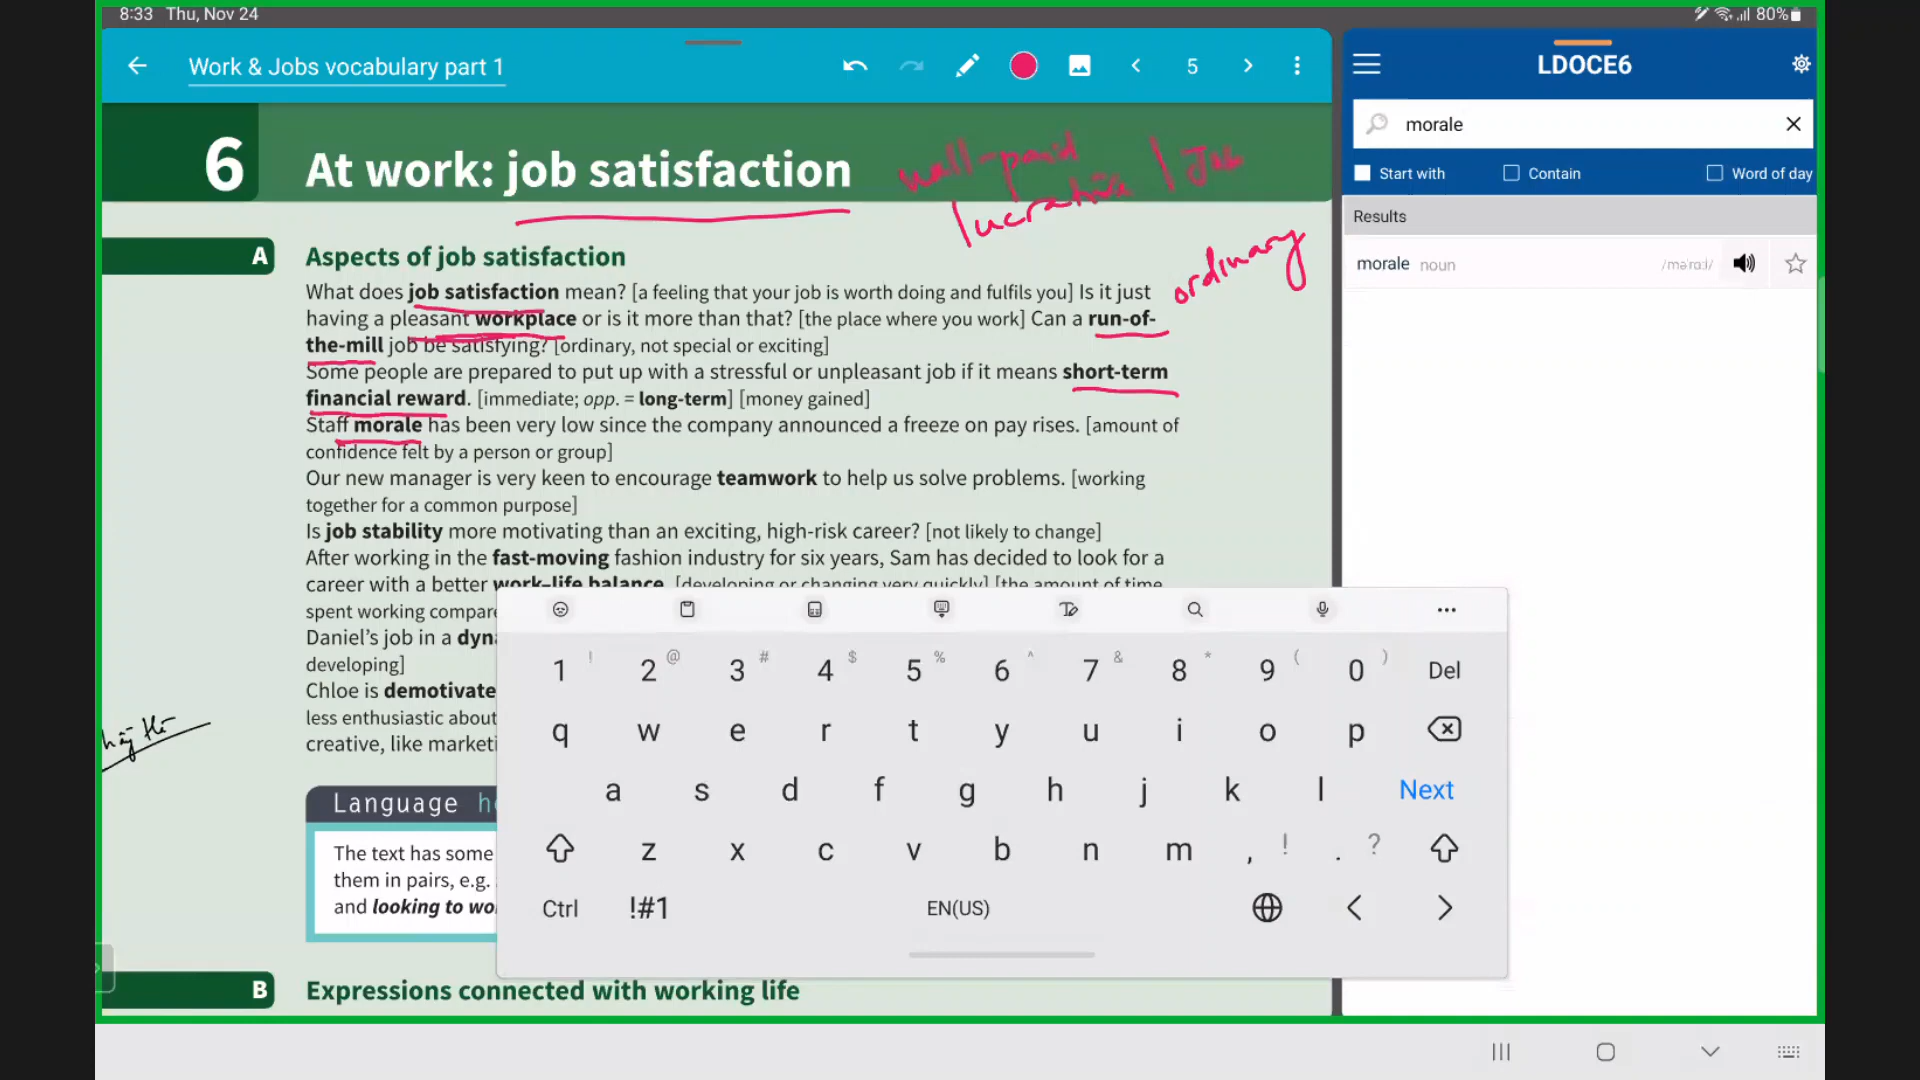 8:33 Thu, Nov 24
80%
Work & Jobs vocabulary part 1
5
6
At work: job satisfaction
well-paid
lucrative
Job
ordinary
A
Aspects of job satisfaction
What does job satisfaction mean? [a feeling that your job is worth doing and fulfils you] Is it just
having a pleasant workplace or is it more than that? [the place where you work] Can a run-of-
the-mill job be satisfying? [ordinary, not special or exciting]
Some people are prepared to put up with a stressful or unpleasant job if it means short-term
financial reward. [immediate; opp. = long-term] [money gained]
Staff morale has been very low since the company announced a freeze on pay rises. [amount of
confidence felt by a person or group]
Our new manager is very keen to encourage teamwork to help us solve problems. [working
together for a common purpose]
Is job stability more motivating than an exciting, high-risk career? [not likely to change]
After working in the fast-moving fashion industry for six years, Sam has decided to look for a
career with a better work–life balance. [developing or changing very quickly] [the amount of time
spent working compare
Daniel's job in a dyn
developing]
Chloe is demotivate
less enthusiastic about
creative, like marketi
Language he
The text has some
them in pairs, e.g.
and looking to wo
B
Expressions connected with working life
LDOCE6
morale
Start with
Contain
Word of day
Results
morale noun /məˈrɑːl/
1 ! 2 @ 3 # 4 $ 5 % 6 ^ 7 & 8 * 9 ( 0 ) Del
q w e r t y u i o p
a s d f g h j k l Next
z x c v b n m , ! . ?
Ctrl !#1 EN(US) < >